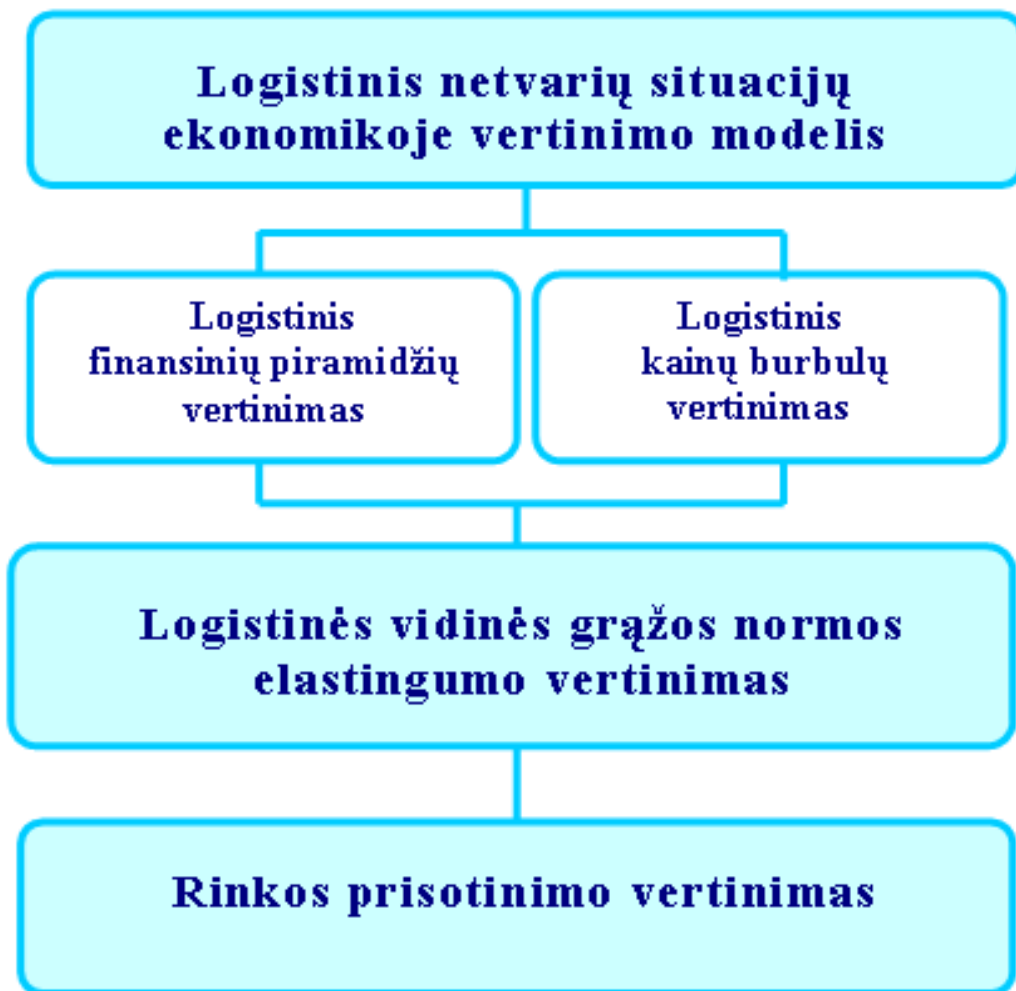 Logistinis netvarių situacijų
ekonomikoje vertinimo modelis
Logistinis
finansinių piramidžių
vertinimas
Logistinis
kainų burbulų
vertinimas
Logistinės vidinės grąžos normos
elastingumo vertinimas
Rinkos prisotinimo vertinimas